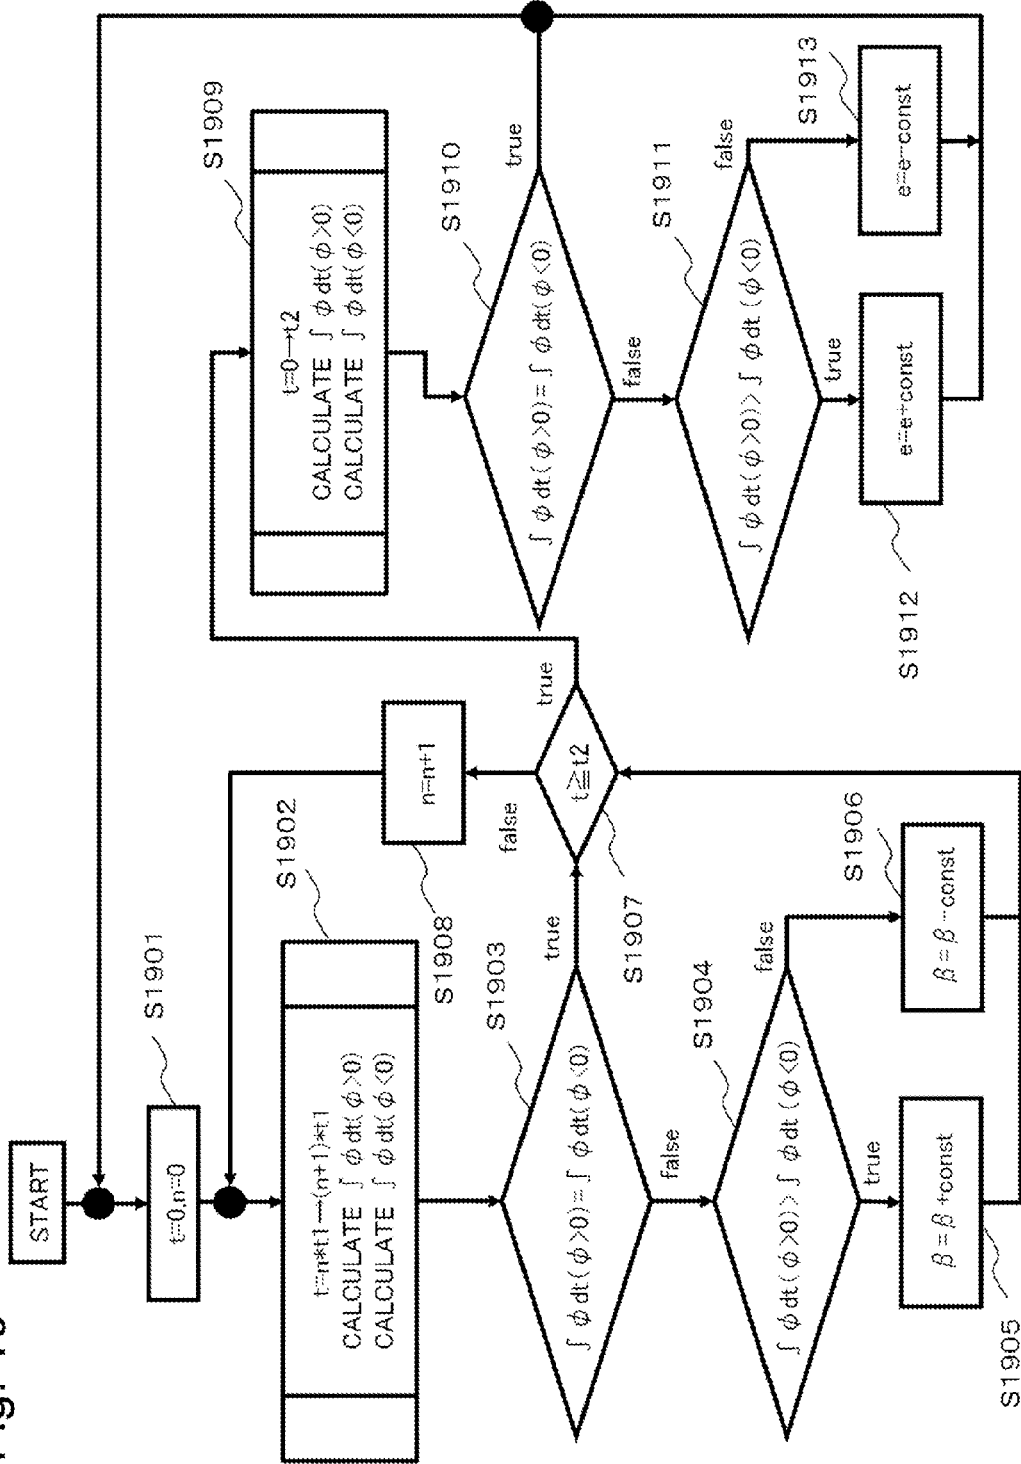 START
S1901
t=0,n=0
S1902
t=n*t1→(n+1)*t1
CALCULATE ∫φdt(φ>0)
CALCULATE ∫φdt(φ<0)
S1903
∫φdt(φ>0)=∫φdt(φ<0)
true
false
S1904
∫φdt(φ>0)>∫φdt(φ<0)
false
true
S1905
β=β+const
S1906
β=β-const
S1907
t≧t2
true
false
S1908
n=n+1
S1909
t=0→t2
CALCULATE ∫φdt(φ>0)
CALCULATE ∫φdt(φ<0)
S1910
∫φdt(φ>0)=∫φdt(φ<0)
true
false
S1911
∫φdt(φ>0)>∫φdt(φ<0)
false
true
S1912
e=e+const
S1913
e=e-const